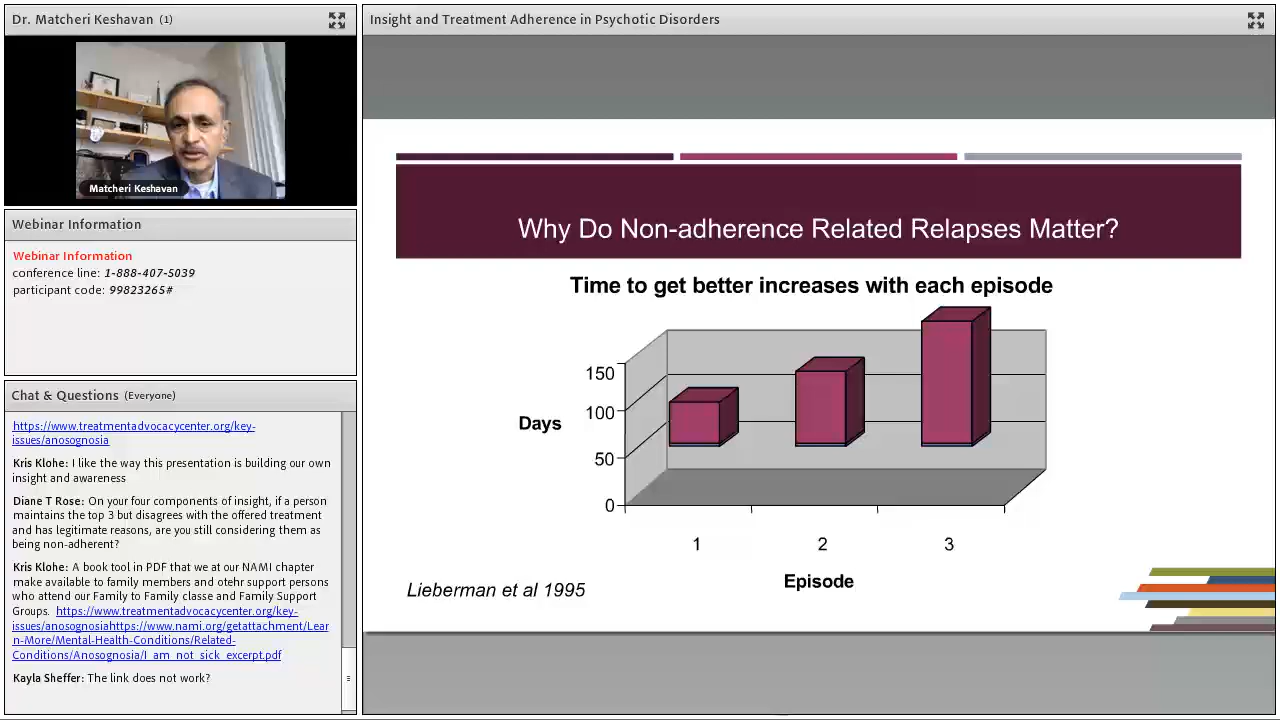 Dr. Matcheri Keshavan (1)
Matcheri Keshavan
Webinar Information
Webinar Information
conference line: 1-888-407-5039
participant code: 99823265#
Chat & Questions (Everyone)
https://www.treatmentadvocacycenter.org/key-
issues/anosognosia
Kris Klohe: I like the way this presentation is building our own
insight and awareness
Diane T Rose: On your four components of insight, if a person
maintains the top 3 but disagrees with the offered treatment
and has legitimate reasons, are you still considering them as
being non-adherent?
Kris Klohe: A book tool in PDF that we at our NAMI chapter
make available to family members and otehr support persons
who attend our Family to Family classe and Family Support
Groups. https://www.treatmentadvocacycenter.org/key-
issues/anosognosiahttps://www.nami.org/getattachment/Lear
n-More/Mental-Health-Conditions/Related-
Conditions/Anosognosia/I_am_not_sick_excerpt.pdf
Kayla Sheffer: The link does not work?
Insight and Treatment Adherence in Psychotic Disorders
Why Do Non-adherence Related Relapses Matter?
Time to get better increases with each episode
150
100
Days
50
0
1 2 3
Episode
Lieberman et al 1995